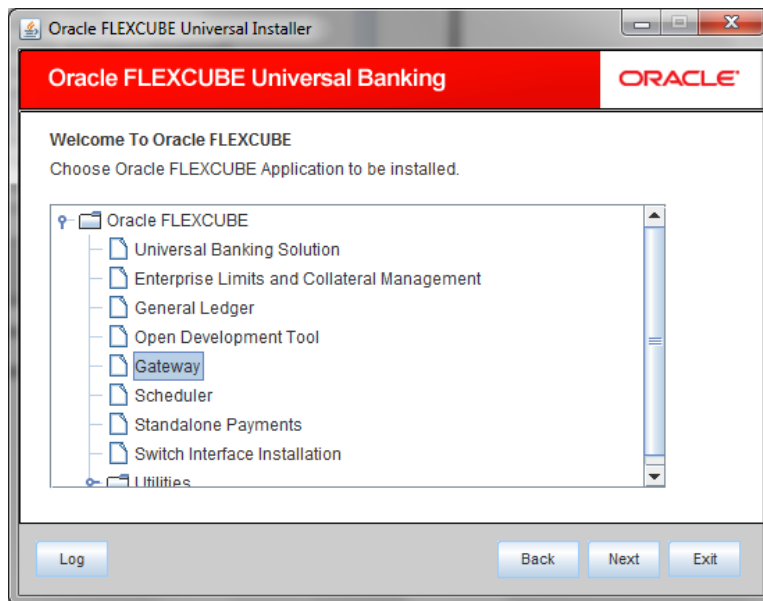 Oracle FLEXCUBE Universal Installer
Oracle FLEXCUBE Universal Banking
ORACLE
Welcome To Oracle FLEXCUBE
Choose Oracle FLEXCUBE Application to be installed.
Oracle FLEXCUBE
Universal Banking Solution
Enterprise Limits and Collateral Management
General Ledger
Open Development Tool
Gateway
Scheduler
Standalone Payments
Switch Interface Installation
Utilities
Log Back Next Exit